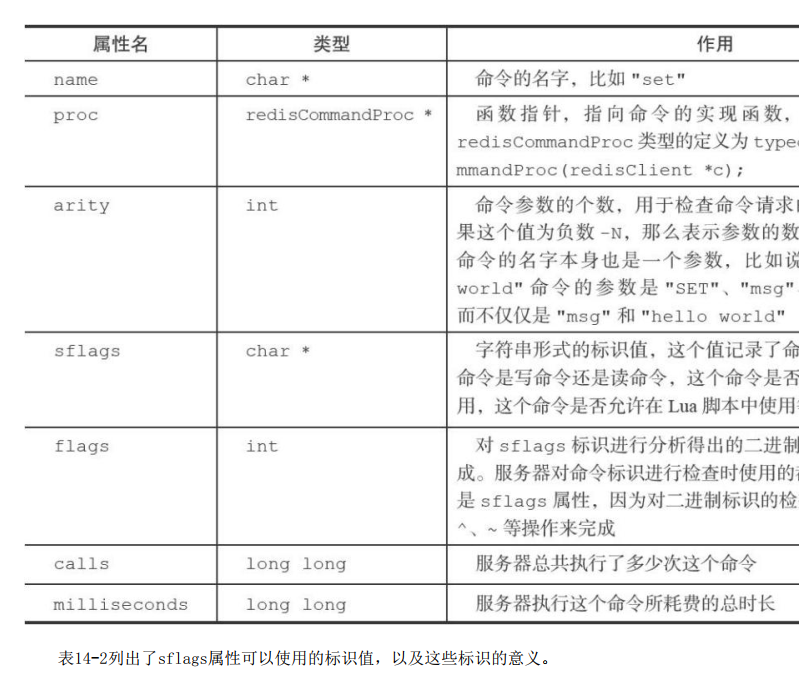 属性名 类型 作用
name char * 命令的名字，比如 "set"
proc redisCommandProc * 函数指针，指向命令的实现函数，
redisCommandProc 类型的定义为 typed
mmandProc(redisClient *c);
arity int 命令参数的个数，用于检查命令请求
果这个值为负数 -N，那么表示参数的数
命令的名字本身也是一个参数，比如说
world" 命令的参数是 "SET"、"msg"
而不仅仅是 "msg" 和 "hello world"
sflags char * 字符串形式的标识值，这个值记录了命
命令是写命令还是读命令，这个命令是否
用，这个命令是否允许在 Lua 脚本中使用
flags int 对 sflags 标识进行分析得出的二进制
成。服务器对命令标识进行检查时使用的
是 sflags 属性，因为对二进制标识的检
^、~ 等操作来完成
calls long long 服务器总共执行了多少次这个命令
milliseconds long long 服务器执行这个命令所耗费的总时长
表14-2列出了sflags属性可以使用的标识值，以及这些标识的意义。